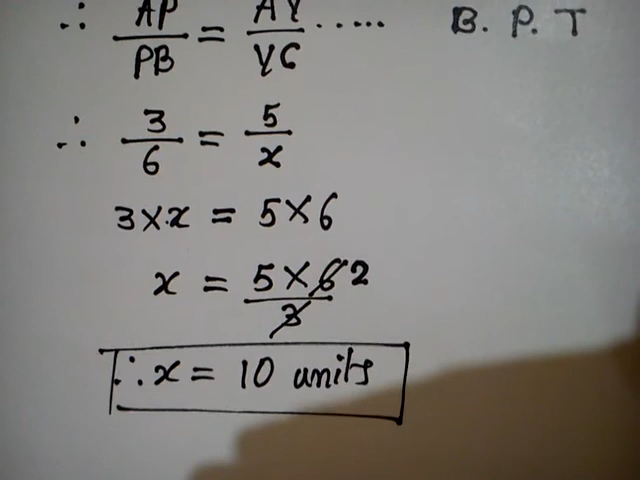 ∴ AP/PB = AY/YC ..... B. P. T
∴ 3/6 = 5/x
3×x = 5×6
x = 5×6 2/3
∴ x = 10 units